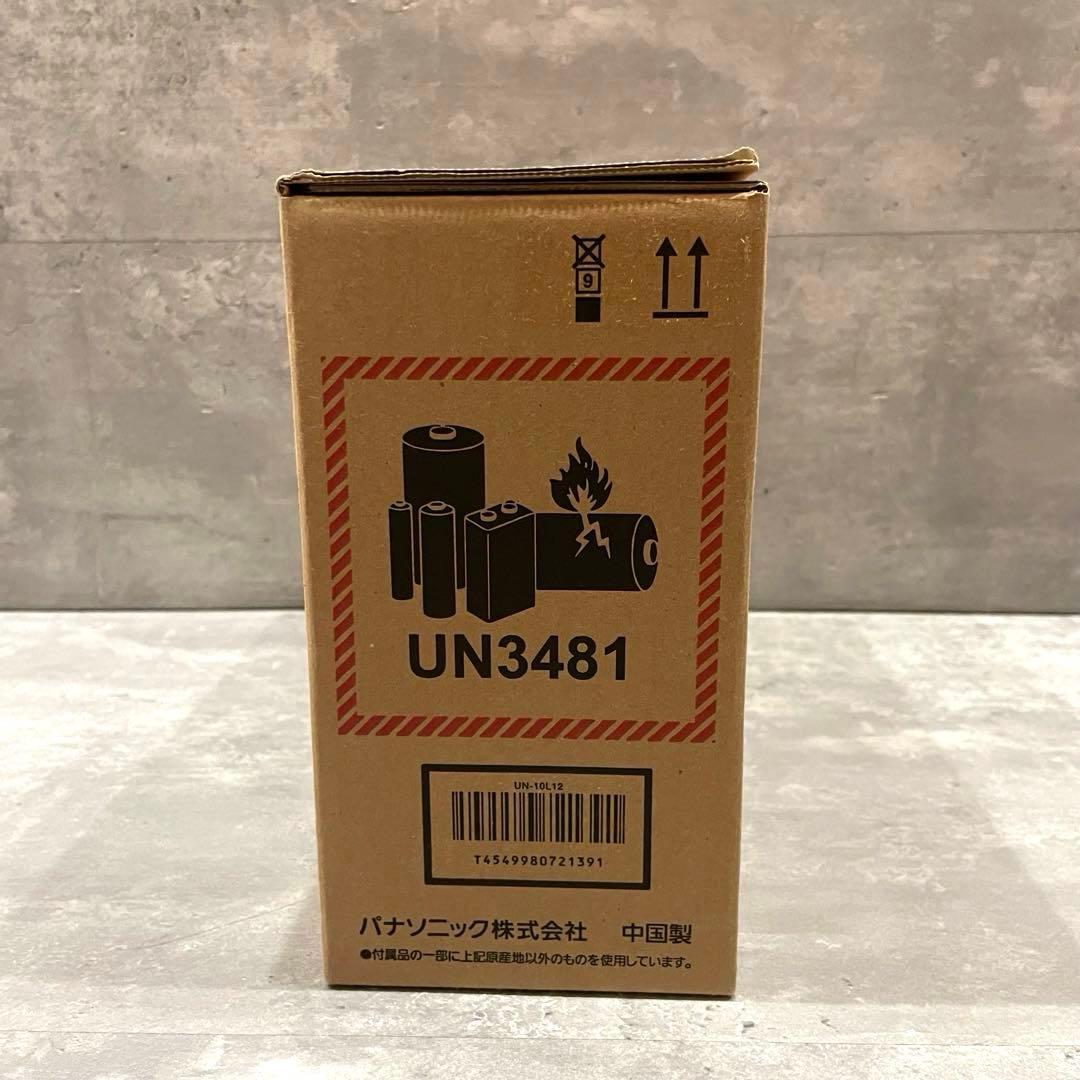 9
UN3481
UN-10L12
T4549980721391
パナソニック株式会社 中国製
●付属品の一部に上記原産地以外のものを使用しています。